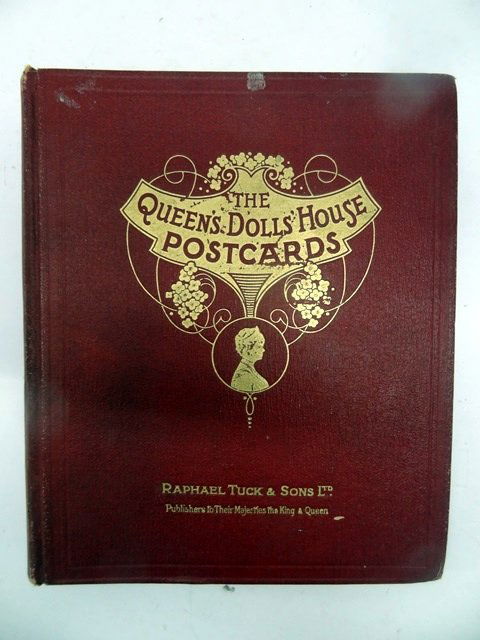 THE
QUEEN'S DOLLS' HOUSE
POSTCARDS
RAPHAEL TUCK & SONS LTD.
Publishers to Their Majesties the King & Queen